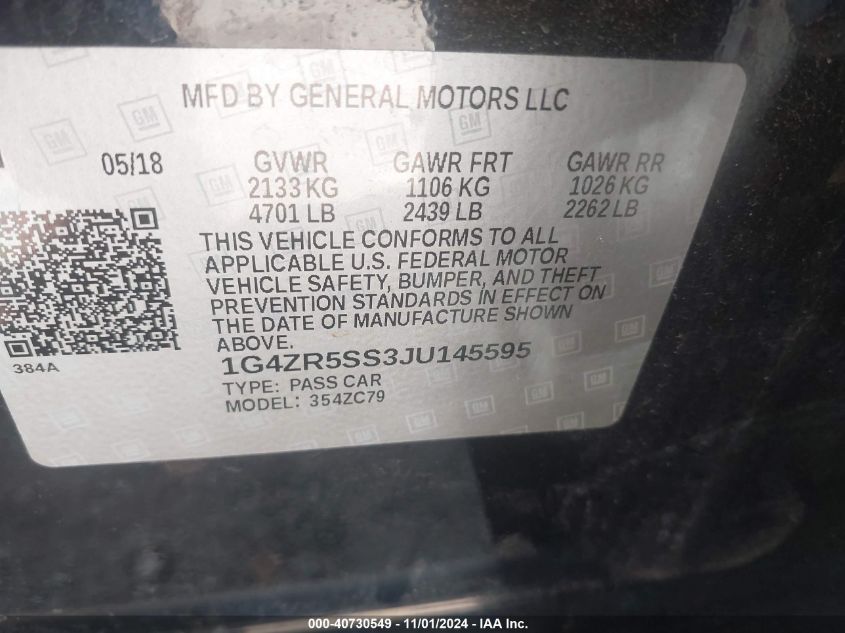 MFD BY GENERAL MOTORS LLC
05/18 GVWR GAWR FRT GAWR RR
2133 KG 1106 KG 1026 KG
4701 LB 2439 LB 2262 LB
THIS VEHICLE CONFORMS TO ALL
APPLICABLE U.S. FEDERAL MOTOR
VEHICLE SAFETY, BUMPER, AND THEFT
PREVENTION STANDARDS IN EFFECT ON
THE DATE OF MANUFACTURE SHOWN
ABOVE.
384A
1G4ZR5SS3JU145595
TYPE: PASS CAR
MODEL: 354ZC79
000-40730549 - 11/01/2024 - IAA Inc.